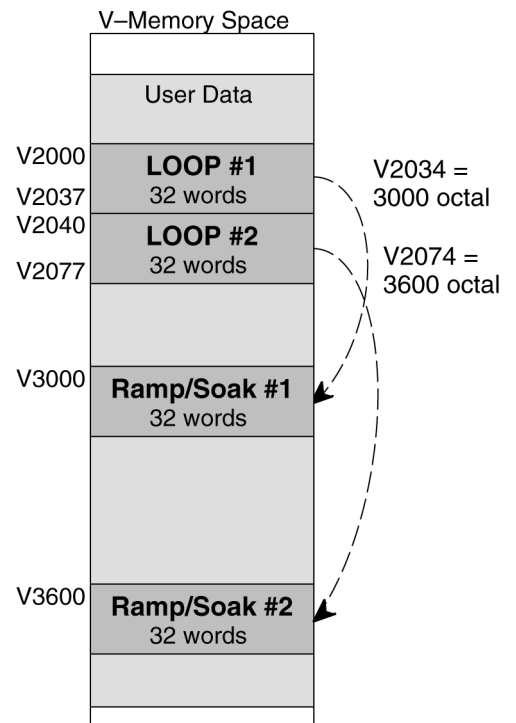 V–Memory Space
User Data
V2000
LOOP #1
32 words
V2037
V2034 =
3000 octal
V2040
LOOP #2
32 words
V2077
V2074 =
3600 octal
V3000
Ramp/Soak #1
32 words
V3600
Ramp/Soak #2
32 words